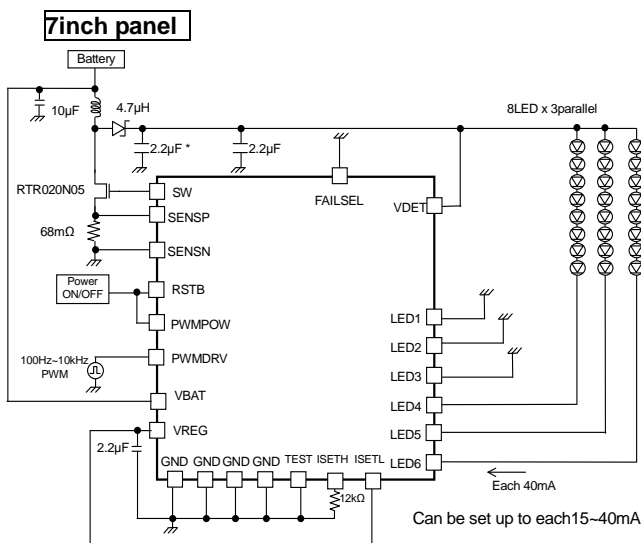 7inch panel
Battery
10μF
4.7μH
8LED x 3parallel
2.2μF *
2.2μF
RTR020N05
SW
FAILSEL
VDET
SENSP
68mΩ
SENSN
Power
ON/OFF
RSTB
PWMPOW
LED1
LED2
100Hz~10kHz
PWM
PWMDRV
LED3
VBAT
LED4
VREG
LED5
2.2μF
GND GND GND GND TEST ISETH ISETL
LED6
Each 40mA
12kΩ
Can be set up to each15~40mA